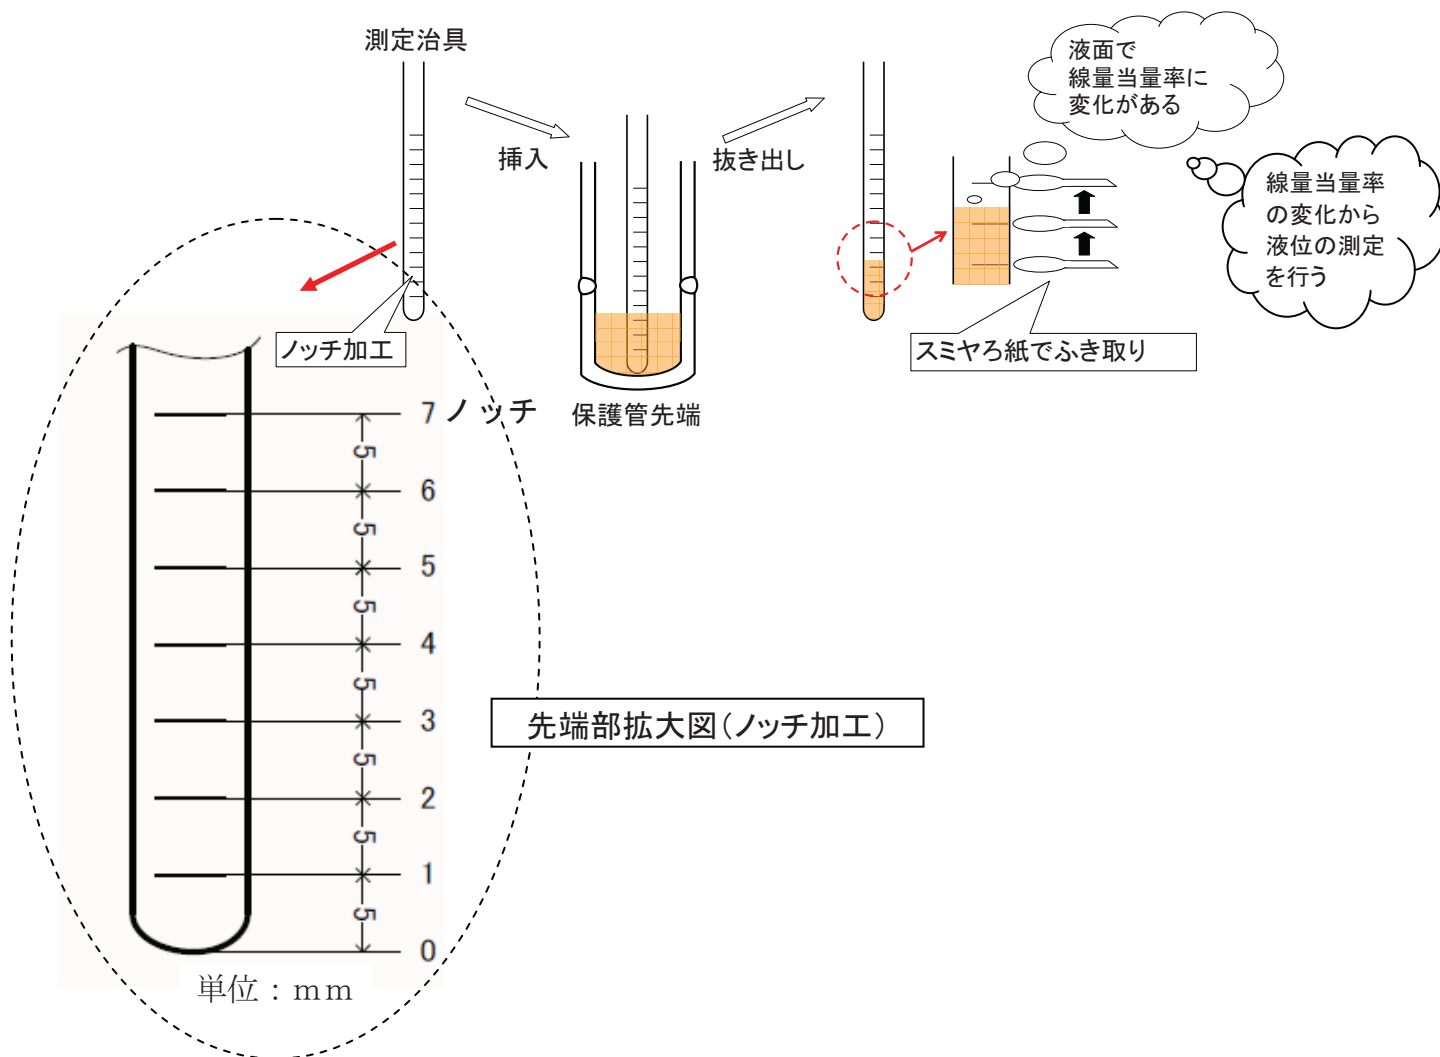 測定治具
挿入
抜き出し
液面で
線量当量率に
変化がある
線量当量率
の変化から
液位の測定
を行う
ノッチ加工
保護管先端
スミヤろ紙でふき取り
7 ノッチ
5
6
5
5
5
4
5
3
5
2
5
1
5
0
単位：ｍｍ
先端部拡大図（ノッチ加工）